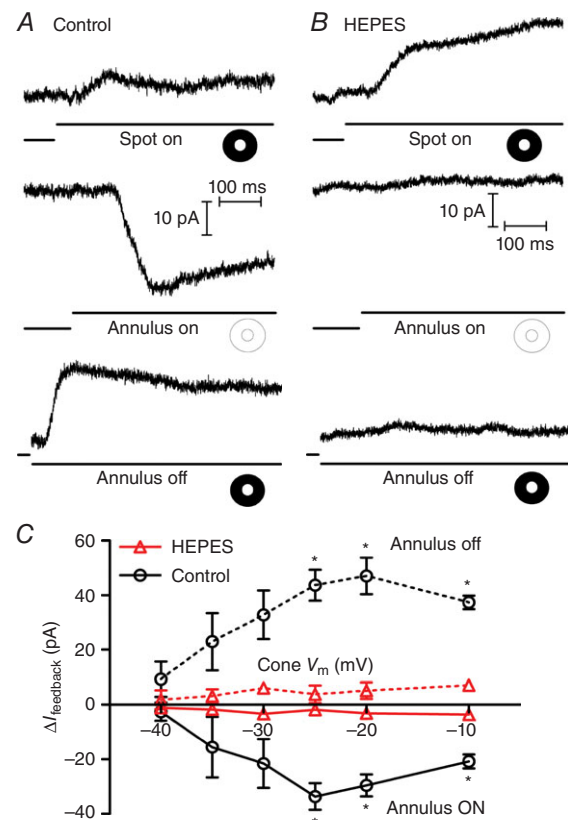 A Control
B HEPES
Spot on
Spot on
100 ms
10 pA
Annulus on
10 pA
100 ms
Annulus on
Annulus off
Annulus off
C
60
40
20
0
−20
−40
ΔIfeedback (pA)
HEPES
Control
* * *
Annulus off
Cone Vm (mV)
−40 −30 −20 −10
* * *
Annulus ON